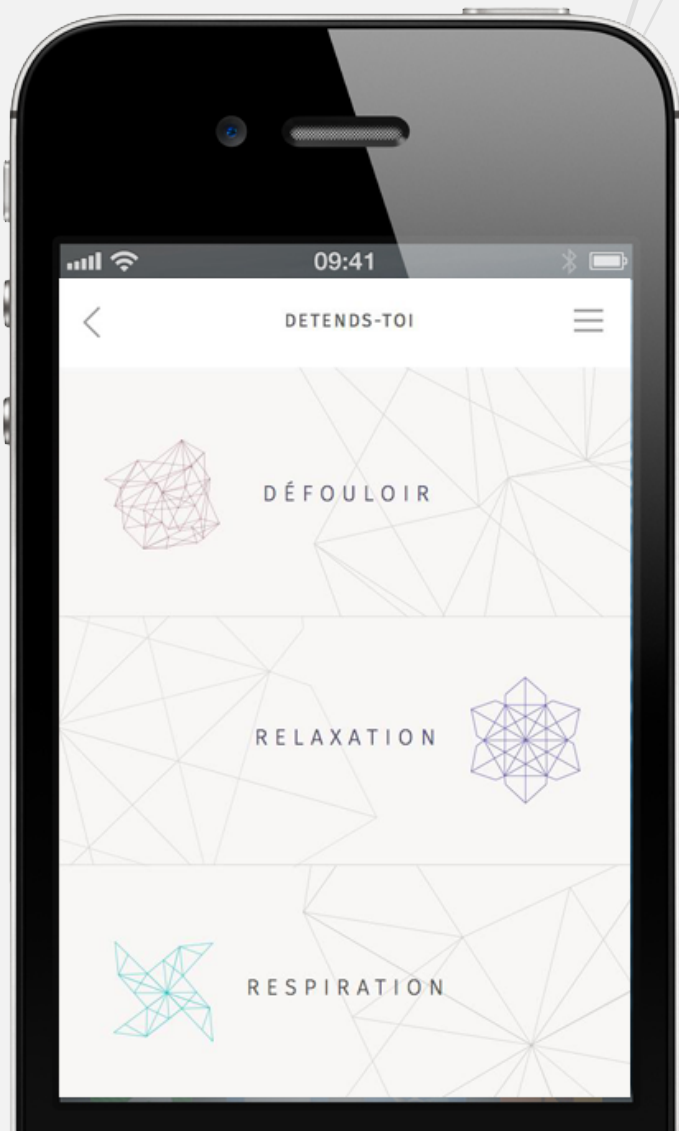 09:41
DETENDS-TOI
DÉFOULOIR
RELAXATION
RESPIRATION